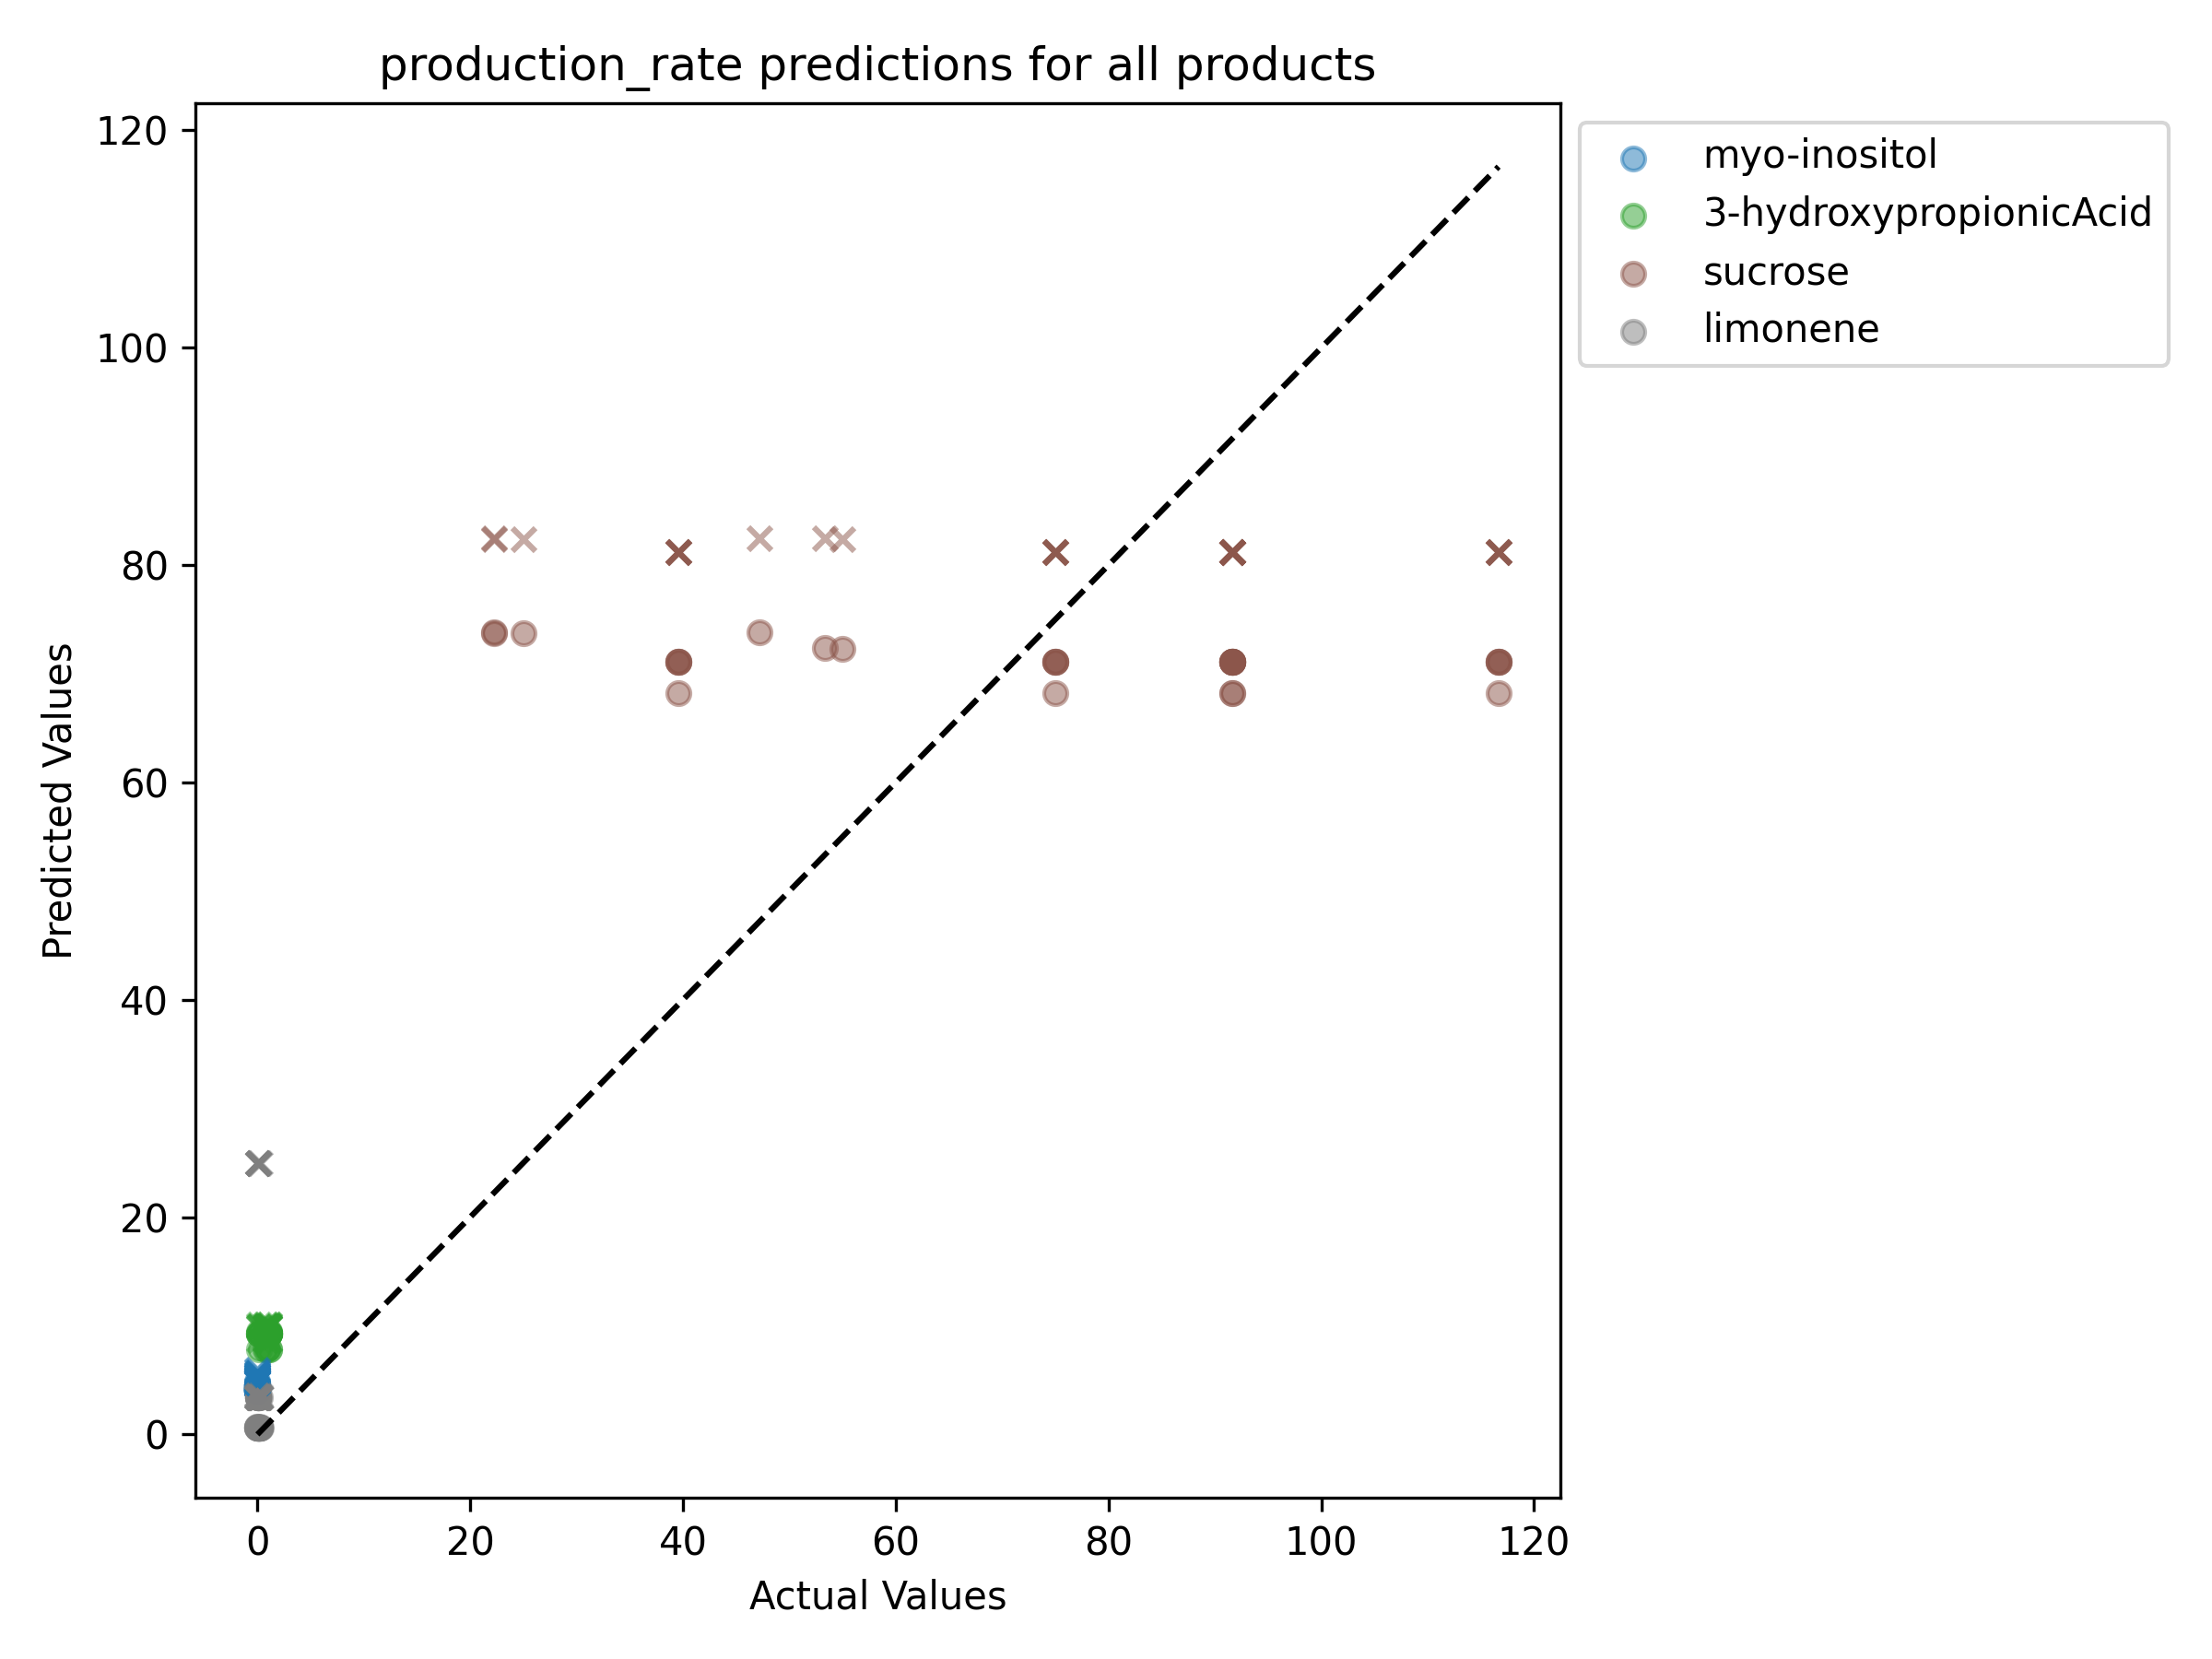 production_rate predictions for all products
120
100
80
60
40
20
0
Predicted Values
0 20 40 60 80 100 120
Actual Values
myo-inositol
3-hydroxypropionicAcid
sucrose
limonene